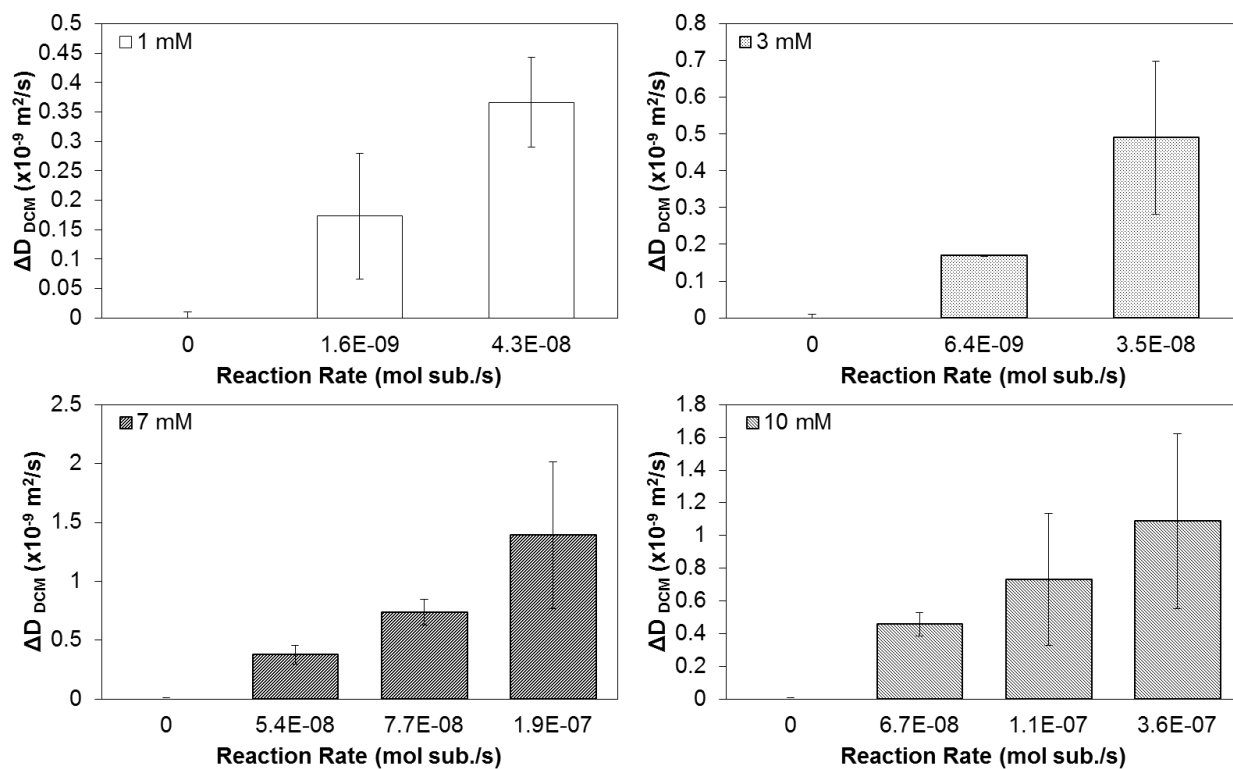 1 mM
ΔD DCM (x10⁻⁹ m²/s)
0.5
0.45
0.4
0.35
0.3
0.25
0.2
0.15
0.1
0.05
0
0 1.6E-09 4.3E-08
Reaction Rate (mol sub./s)
3 mM
ΔD DCM (x10⁻⁹ m²/s)
0.8
0.7
0.6
0.5
0.4
0.3
0.2
0.1
0
0 6.4E-09 3.5E-08
Reaction Rate (mol sub./s)
7 mM
ΔD DCM (x10⁻⁹ m²/s)
2.5
2
1.5
1
0.5
0
0 5.4E-08 7.7E-08 1.9E-07
Reaction Rate (mol sub./s)
10 mM
ΔD DCM (x10⁻⁹ m²/s)
1.8
1.6
1.4
1.2
1
0.8
0.6
0.4
0.2
0
0 6.7E-08 1.1E-07 3.6E-07
Reaction Rate (mol sub./s)